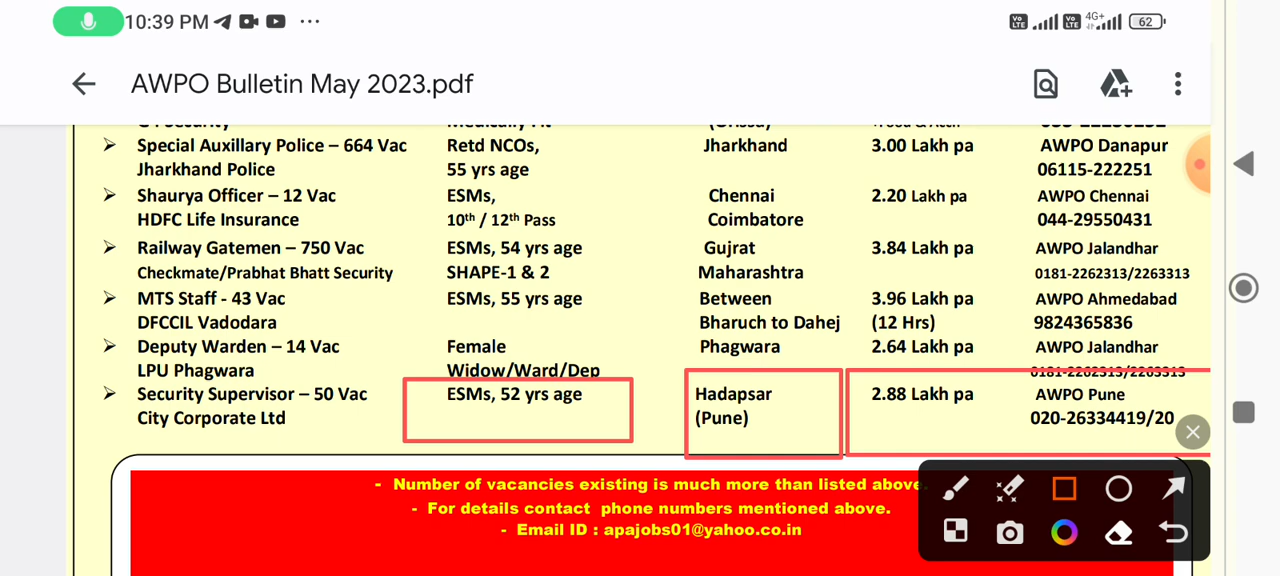 10:39 PM
4G+
62
AWPO Bulletin May 2023.pdf
Special Auxillary Police – 664 Vac Retd NCOs, Jharkhand 3.00 Lakh pa AWPO Danapur
Jharkhand Police 55 yrs age 06115-222251
Shaurya Officer – 12 Vac ESMs, Chennai 2.20 Lakh pa AWPO Chennai
HDFC Life Insurance 10th / 12th Pass Coimbatore 044-29550431
Railway Gatemen – 750 Vac ESMs, 54 yrs age Gujrat 3.84 Lakh pa AWPO Jalandhar
Checkmate/Prabhat Bhatt Security SHAPE-1 & 2 Maharashtra 0181-2262313/2263313
MTS Staff - 43 Vac ESMs, 55 yrs age Between 3.96 Lakh pa AWPO Ahmedabad
DFCCIL Vadodara Bharuch to Dahej (12 Hrs) 9824365836
Deputy Warden – 14 Vac Female Phagwara 2.64 Lakh pa AWPO Jalandhar
LPU Phagwara Widow/Ward/Dep 0181-2262313/2263313
Security Supervisor – 50 Vac ESMs, 52 yrs age Hadapsar 2.88 Lakh pa AWPO Pune
City Corporate Ltd (Pune) 020-26334419/20
- Number of vacancies existing is much more than listed above.
- For details contact phone numbers mentioned above.
- Email ID : apajobs01@yahoo.co.in